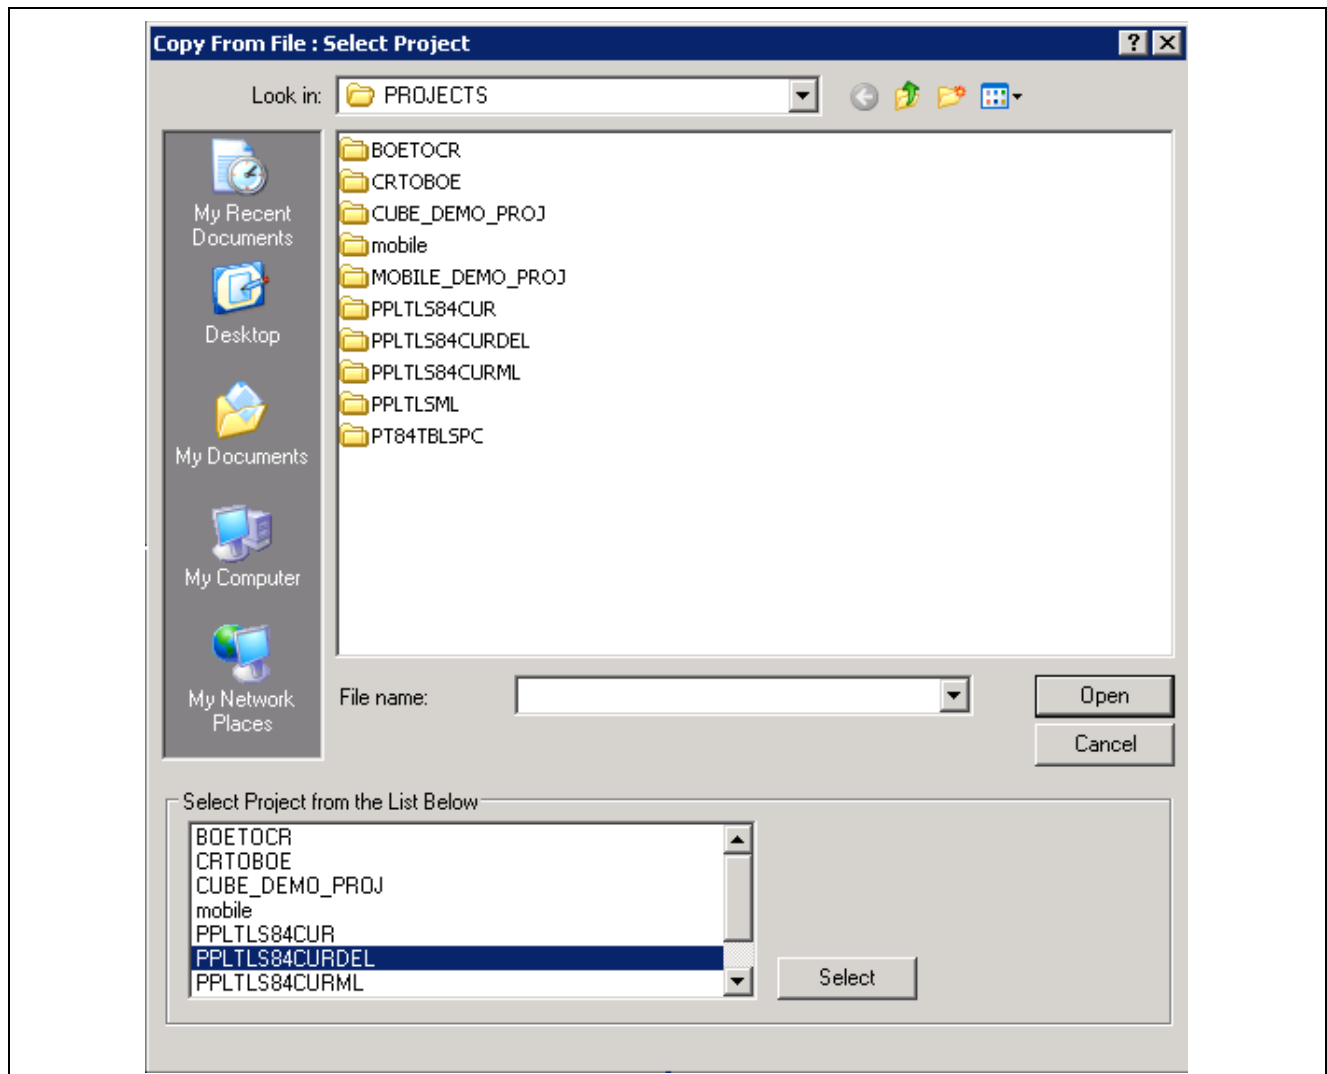 Copy From File : Select Project
Look in: PROJECTS
My Recent
Documents
Desktop
My Documents
My Computer
My Network
Places
BOETOCR
CRTOBOE
CUBE_DEMO_PROJ
mobile
MOBILE_DEMO_PROJ
PPLTLS84CUR
PPLTLS84CURDEL
PPLTLS84CURML
PPLTLSML
PT84TBLSPC
File name:
Open
Cancel
Select Project from the List Below
BOETOCR
CRTOBOE
CUBE_DEMO_PROJ
mobile
PPLTLS84CUR
PPLTLS84CURDEL
PPLTLS84CURML
Select